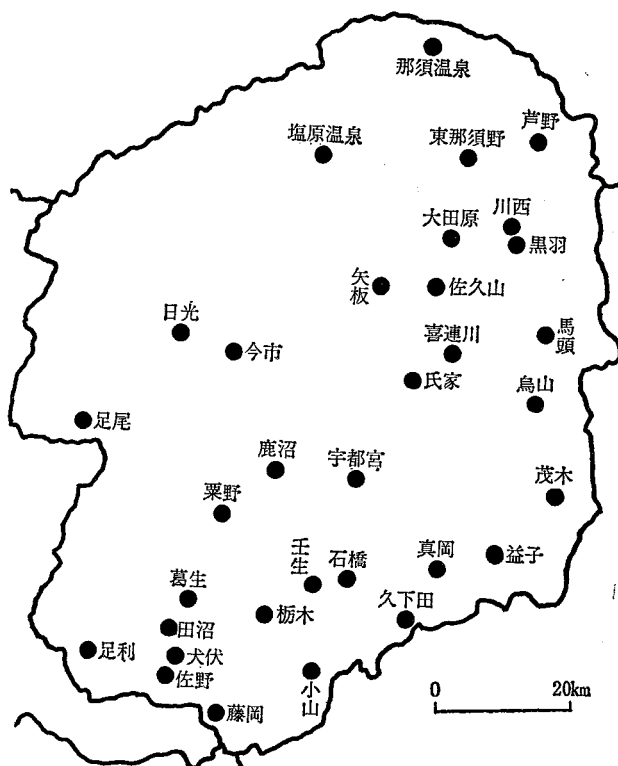 那須温泉
塩原温泉
東那須野
芦野
大田原
川西
黒羽
矢板
佐久山
日光
今市
喜連川
馬頭
氏家
烏山
足尾
鹿沼
宇都宮
粟野
茂木
壬生
石橋
真岡
益子
葛生
栃木
久下田
田沼
足利
犬伏
佐野
小山
藤岡
0 20km